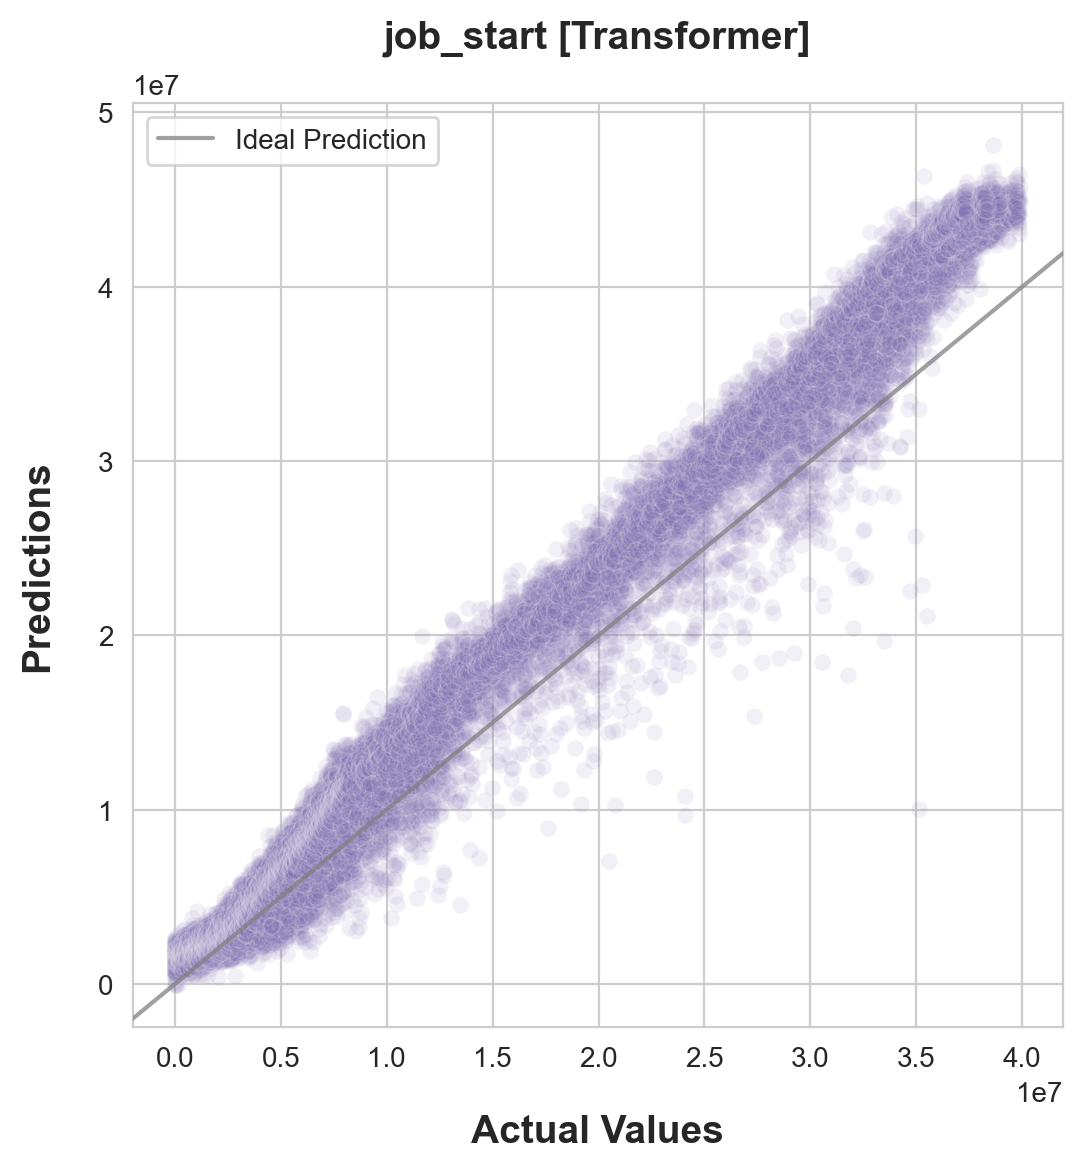 job_start [Transformer]
1e7
5
Ideal Prediction
4
3
2
1
0
Predictions
0.0 0.5 1.0 1.5 2.0 2.5 3.0 3.5 4.0
1e7
Actual Values